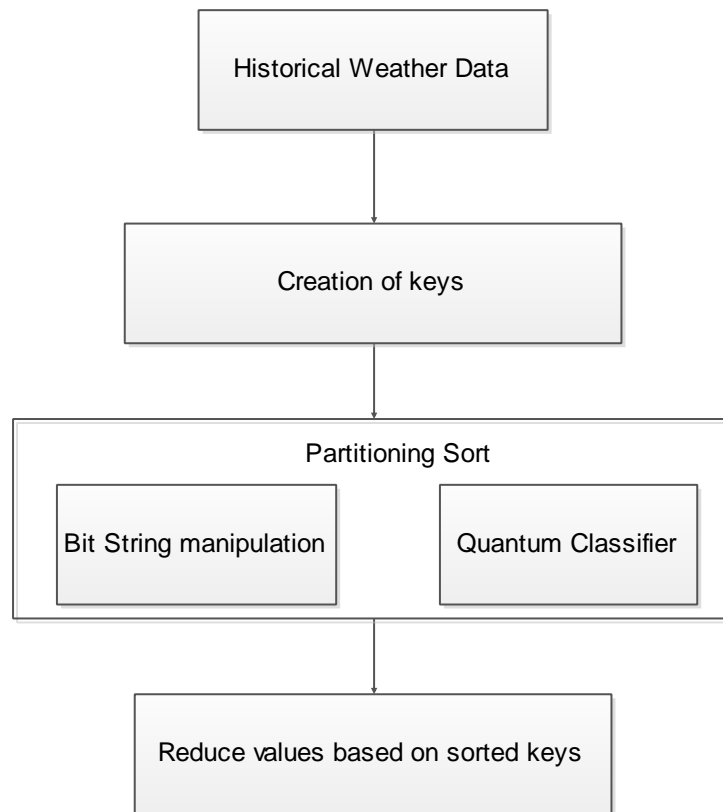 Historical Weather Data
Creation of keys
Partitioning Sort
Bit String manipulation
Quantum Classifier
Reduce values based on sorted keys